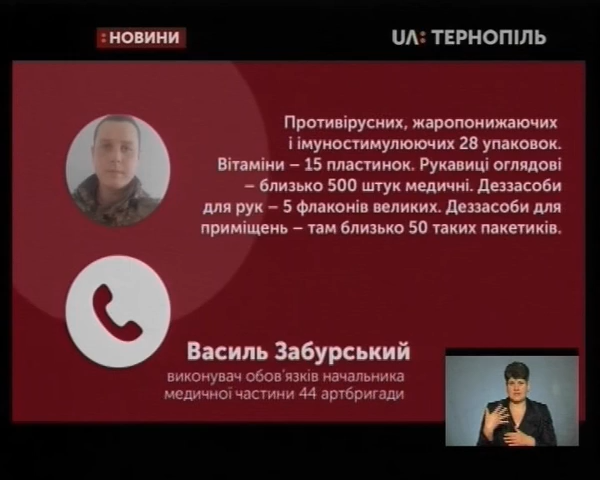 :НОВИНИ
UA: ТЕРНОПІЛЬ
Противірусних, жаропонижаючих
і імуностимулюючих 28 упаковок.
Вітаміни – 15 пластинок. Рукавиці оглядові
– близько 500 штук медичні. Деззасоби
для рук – 5 флаконів великих. Деззасоби для
приміщень – там близько 50 таких пакетиків.
Василь Забурський
виконувач обов'язків начальника
медичної частини 44 артбригади